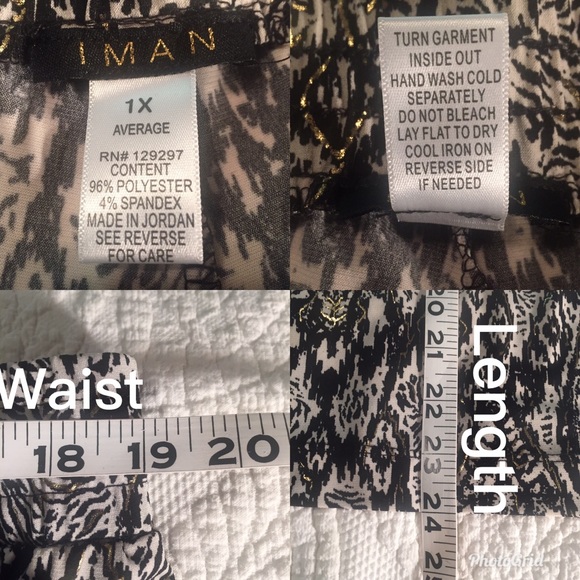 IMAN
1X
AVERAGE
RN# 129297
CONTENT
96% POLYESTER
4% SPANDEX
MADE IN JORDAN
SEE REVERSE
FOR CARE
TURN GARMENT
INSIDE OUT
HAND WASH COLD
SEPARATELY
DO NOT BLEACH
LAY FLAT TO DRY
COOL IRON ON
REVERSE SIDE
IF NEEDED
Waist
18 19 20
Length
20
21
22
23
24
PhotoGrid